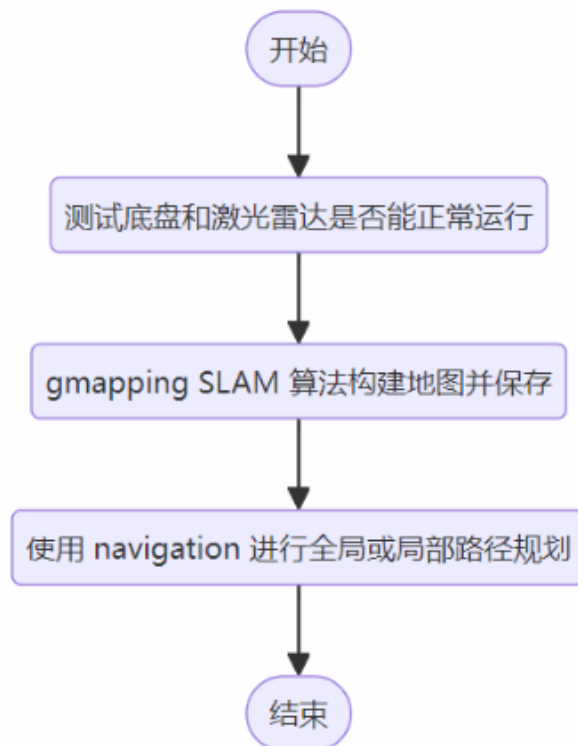 开始
测试底盘和激光雷达是否能正常运行
gmapping SLAM 算法构建地图并保存
使用 navigation 进行全局或局部路径规划
结束